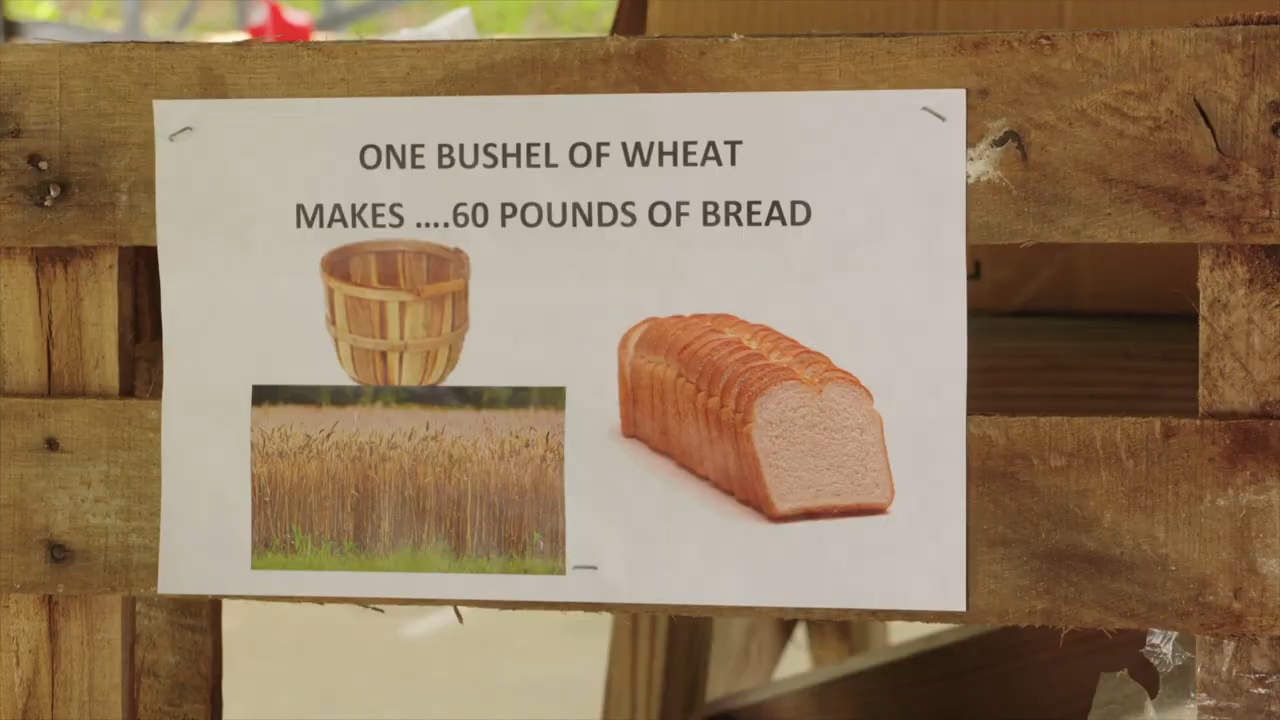 ONE BUSHEL OF WHEAT
MAKES ....60 POUNDS OF BREAD